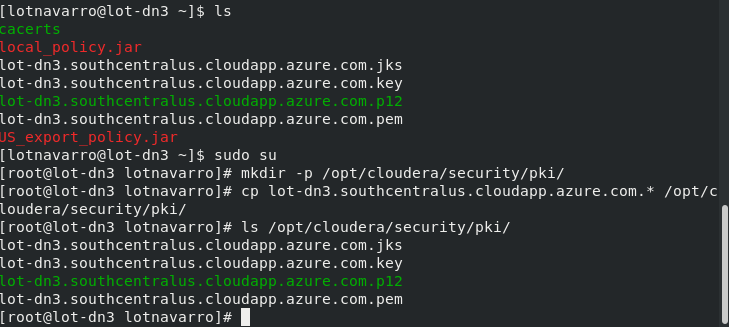 [lotnavarro@lot-dn3 ~]$ ls
cacerts
local_policy.jar
lot-dn3.southcentralus.cloudapp.azure.com.jks
lot-dn3.southcentralus.cloudapp.azure.com.key
lot-dn3.southcentralus.cloudapp.azure.com.p12
lot-dn3.southcentralus.cloudapp.azure.com.pem
US_export_policy.jar
[lotnavarro@lot-dn3 ~]$ sudo su
[root@lot-dn3 lotnavarro]# mkdir -p /opt/cloudera/security/pki/
[root@lot-dn3 lotnavarro]# cp lot-dn3.southcentralus.cloudapp.azure.com.* /opt/c
loudera/security/pki/
[root@lot-dn3 lotnavarro]# ls /opt/cloudera/security/pki/
lot-dn3.southcentralus.cloudapp.azure.com.jks
lot-dn3.southcentralus.cloudapp.azure.com.key
lot-dn3.southcentralus.cloudapp.azure.com.p12
lot-dn3.southcentralus.cloudapp.azure.com.pem
[root@lot-dn3 lotnavarro]#